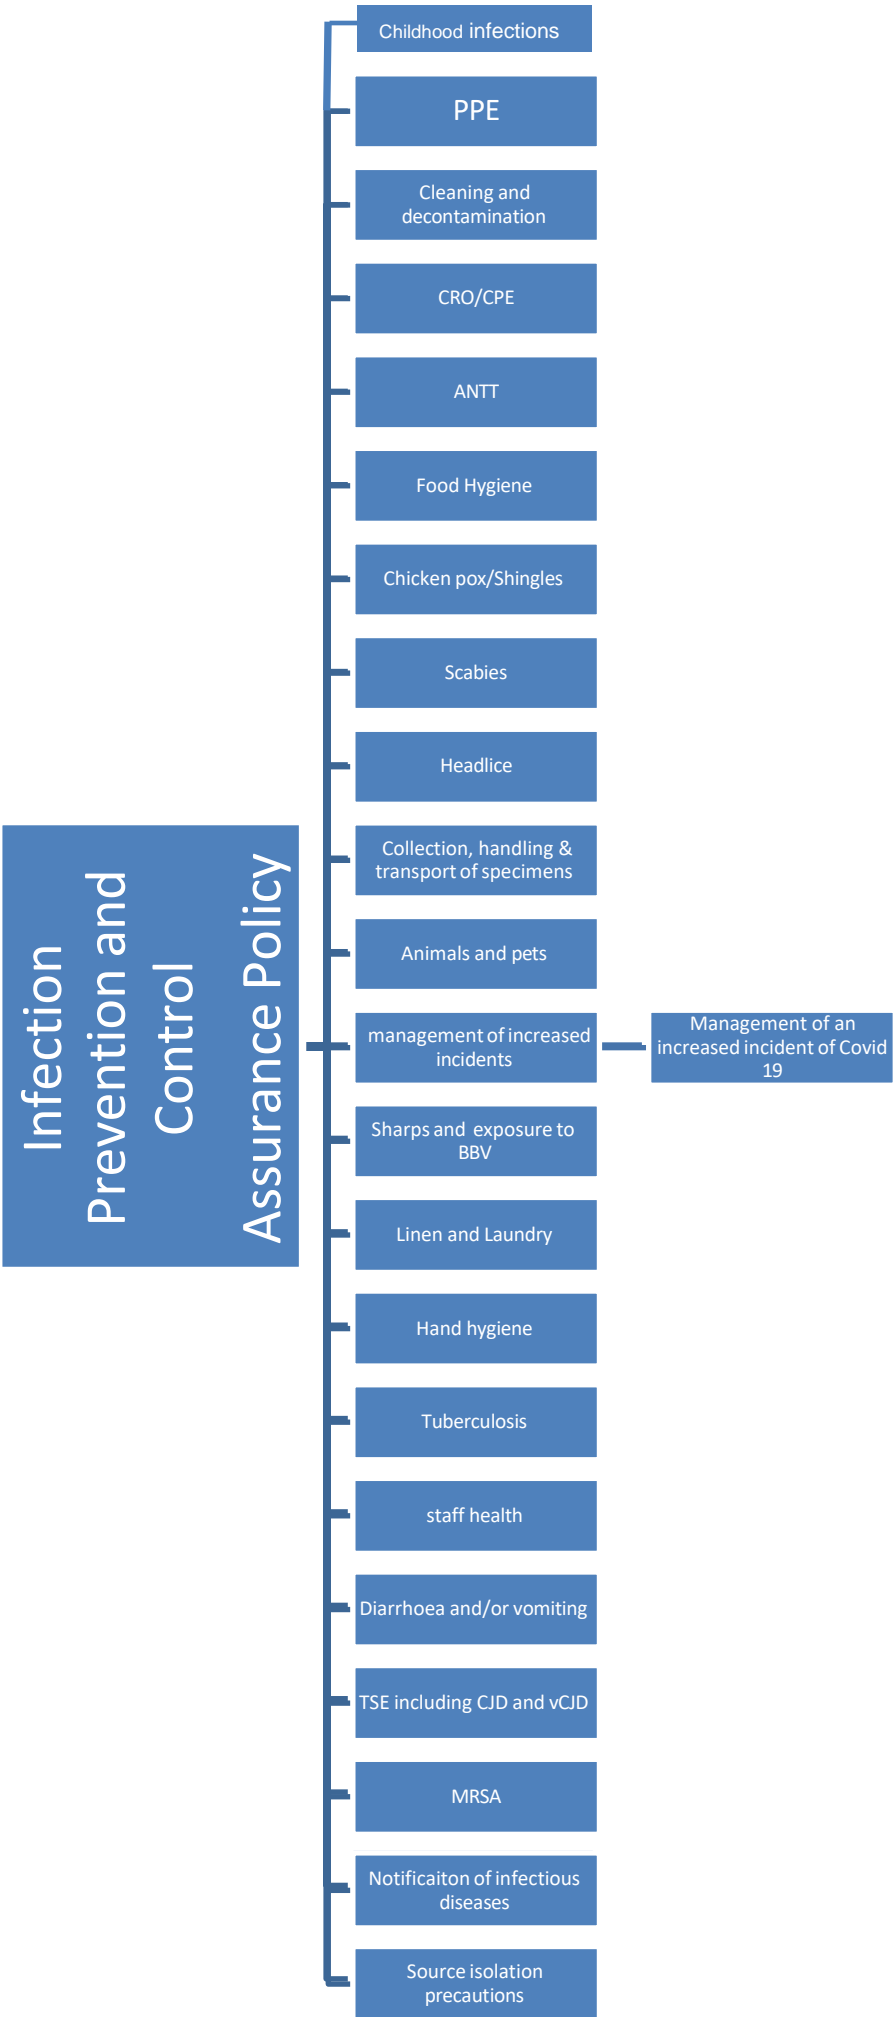 Infection
Prevention and
Control
Assurance Policy
Childhood infections
PPE
Cleaning and
decontamination
CRO/CPE
ANTT
Food Hygiene
Chicken pox/Shingles
Scabies
Headlice
Collection, handling &
transport of specimens
Animals and pets
management of increased
incidents
Management of an
increased incident of Covid
19
Sharps and exposure to
BBV
Linen and Laundry
Hand hygiene
Tuberculosis
staff health
Diarrhoea and/or vomiting
TSE including CJD and vCJD
MRSA
Notificaiton of infectious
diseases
Source isolation
precautions